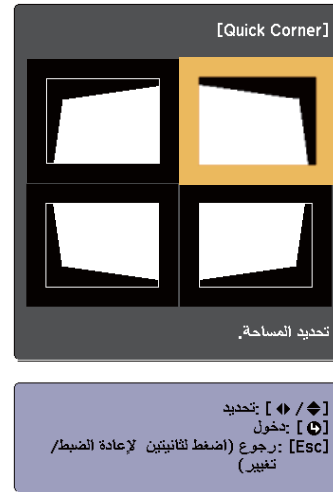 [Quick Corner]
تحديد المساحة.
[⬍ / ⬌ ] :تحديد
[ ↵ ] :دخول
[Esc] :رجوع (اضغط لثانيتين لإعادة الضبط/
تغيير)